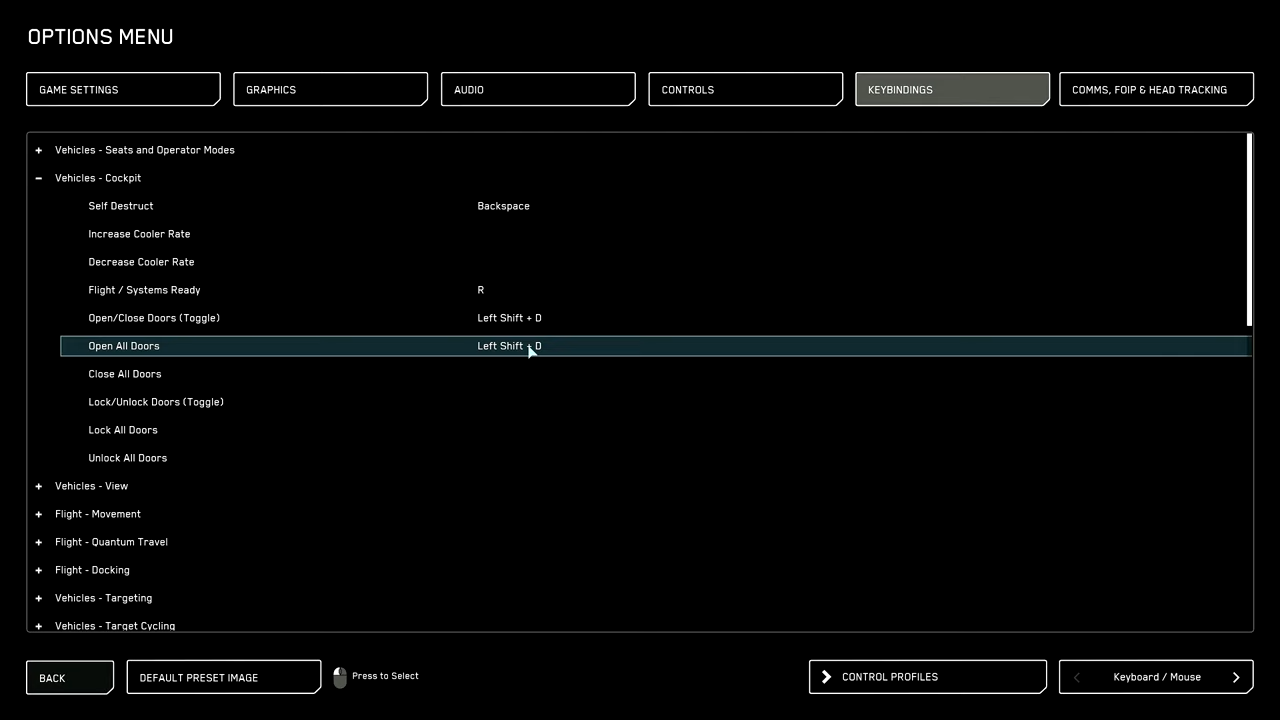 OPTIONS MENU
GAME SETTINGS
GRAPHICS
AUDIO
CONTROLS
KEYBINDINGS
COMMS, FOIP & HEAD TRACKING
+ Vehicles - Seats and Operator Modes
- Vehicles - Cockpit
Self Destruct Backspace
Increase Cooler Rate
Decrease Cooler Rate
Flight / Systems Ready R
Open/Close Doors (Toggle) Left Shift + D
Open All Doors Left Shift + D
Close All Doors
Lock/Unlock Doors (Toggle)
Lock All Doors
Unlock All Doors
+ Vehicles - View
+ Flight - Movement
+ Flight - Quantum Travel
+ Flight - Docking
+ Vehicles - Targeting
+ Vehicles - Target Cycling
BACK
DEFAULT PRESET IMAGE
Press to Select
CONTROL PROFILES
Keyboard / Mouse